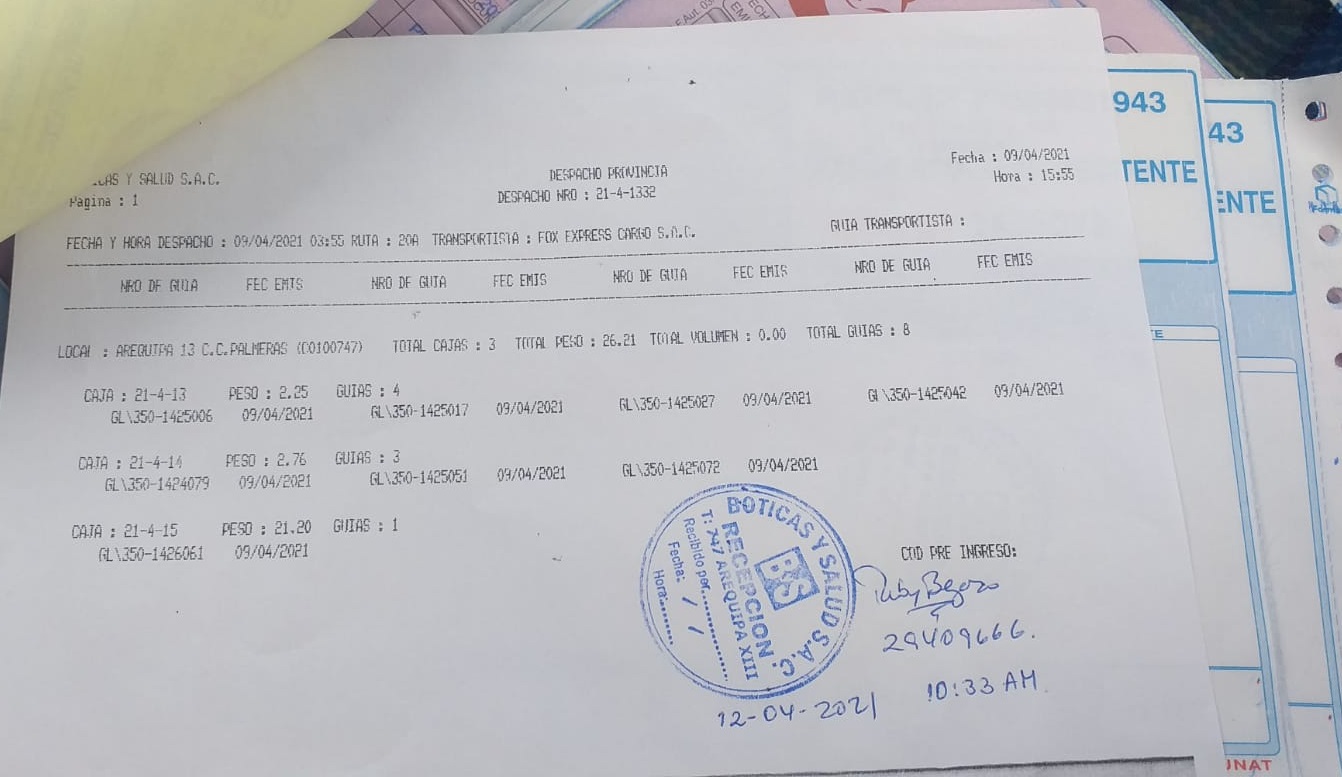 Y SALUD S.A.C.
Pagina : 1
DESPACHO PROVINCIA
DESPACHO NRO : 21-4-1332
Fecha : 09/04/2021
Hora : 15:55
FECHA Y HORA DESPACHO : 09/04/2021 03:55 RUTA : 20A TRANSPORTISTA : FOX EXPRESS CARGO S.A.C.
GUIA TRANSPORTISTA :
NRO DE GUIA FEC EMIS NRO DE GUIA FEC EMIS NRO DE GUIA FEC EMIS NRO DE GUIA FEC EMIS
LOCAL : AREQUIPA 13 C.C.PALMERAS (C0100747) TOTAL CAJAS : 3 TOTAL PESO : 26.21 TOTAL VOLUMEN : 0.00 TOTAL GUIAS : 8
CAJA : 21-4-13 PESO : 2.25 GUIAS : 4
GL\350-1425006 09/04/2021 GL\350-1425017 09/04/2021 GL\350-1425027 09/04/2021 GL\350-1425042 09/04/2021
CAJA : 21-4-14 PESO : 2.76 GUIAS : 3
GL\350-1424079 09/04/2021 GL\350-1425051 09/04/2021 GL\350-1425072 09/04/2021
CAJA : 21-4-15 PESO : 21.20 GUIAS : 1
GL\350-1426061 09/04/2021
BOTICAS Y SALUD S.A.C.
BS
RECEPCION
T: 747 AREQUIPA XIII
Recibido por
Fecha: / /
Hora:
COD PRE INGRESO:
Ruby Begazo
29409666.
10:33 AM.
12-04-2021
943
TENTE
43
ENTE
TE
UNAT